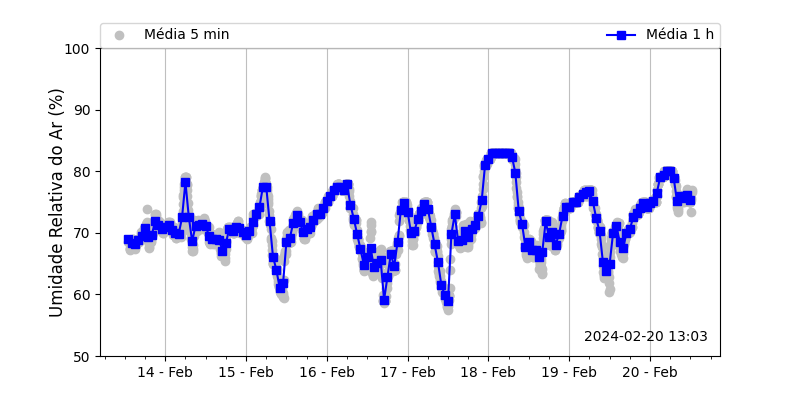 Média 5 min
Média 1 h
100
90
80
70
60
50
Umidade Relativa do Ar (%)
2024-02-20 13:03
14 - Feb
15 - Feb
16 - Feb
17 - Feb
18 - Feb
19 - Feb
20 - Feb